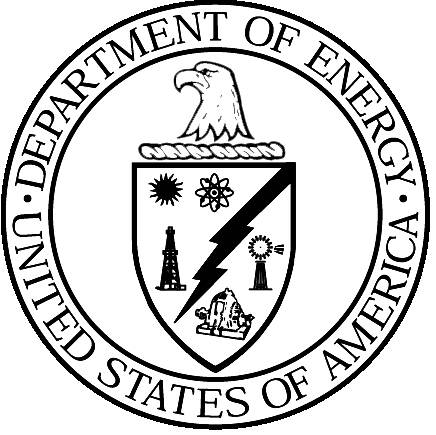 · DEPARTMENT OF ENERGY ·
UNITED STATES OF AMERICA